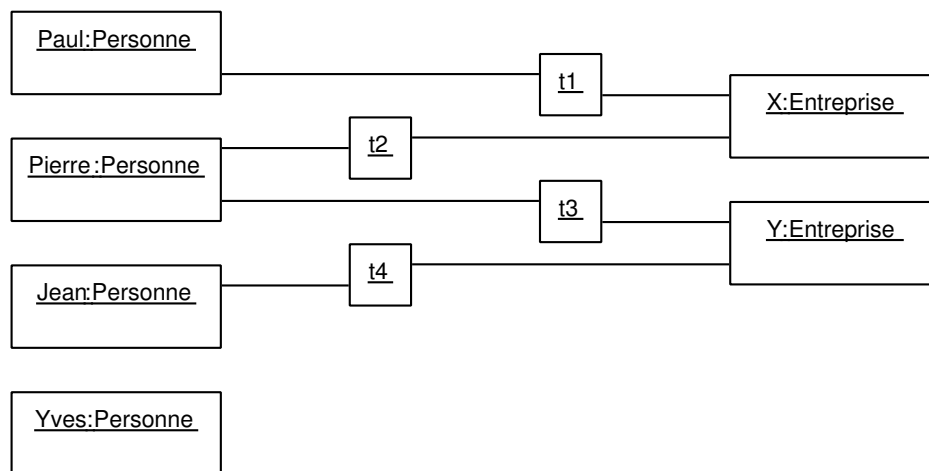 Paul:Personne
t1
X:Entreprise
t2
Pierre:Personne
t3
Y:Entreprise
t4
Jean:Personne
Yves:Personne